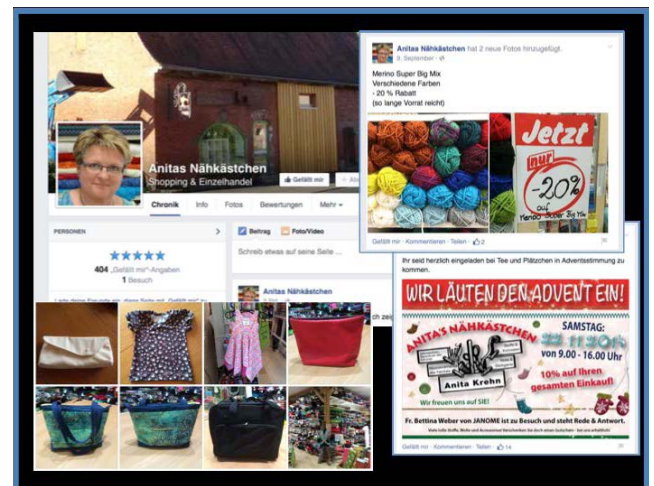 Anitas Nähkästchen
Shopping & Einzelhandel
Gefällt mir
Chronik Info Fotos Bewertungen Mehr
PERSONEN
404 „Gefällt mir"-Angaben
1 Besuch
Beitrag Foto/Video
Schreib etwas auf seine Seite ...
Anitas Nähkästchen
Anitas Nähkästchen hat 2 neue Fotos hinzugefügt.
9. September
Merino Super Big Mix
Verschiedene Farben
- 20 % Rabatt
(so lange Vorrat reicht)
Jetzt
nur
-20%
auf
Merino Super Big Mix
Gefällt mir · Kommentieren · Teilen · 2
Ihr seid herzlich eingeladen bei Tee und Plätzchen in Adventsstimmung zu
kommen.
WIR LÄUTEN DEN ADVENT EIN!
ANITA'S NÄHKÄSTCHEN
Anita Krehn
SAMSTAG:
von 9.00 - 16.00 Uhr
10% auf Ihren
gesamten Einkauf!
Wir freuen uns auf SIE!
Fr. Bettina Weber von JANOME ist zu Besuch und steht Rede & Antwort.
Gefällt mir · Kommentieren · Teilen · 14